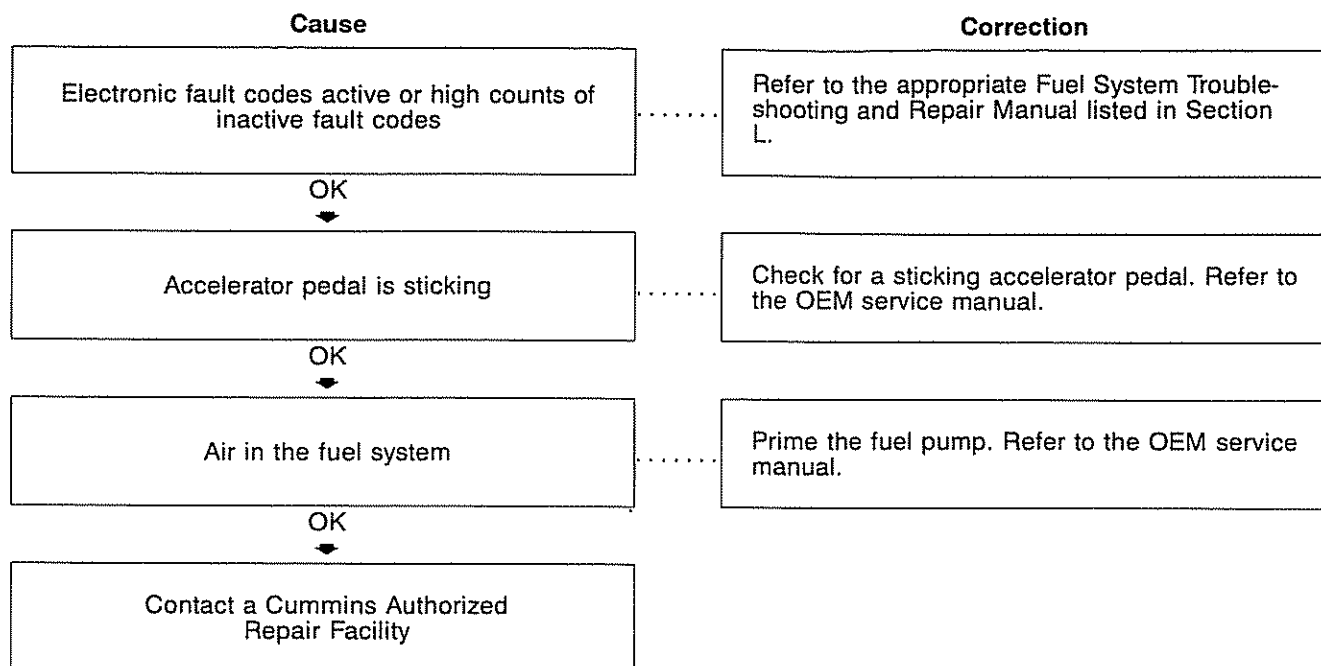 Cause
Correction
Electronic fault codes active or high counts of
inactive fault codes
Refer to the appropriate Fuel System Trouble-
shooting and Repair Manual listed in Section
L.
OK
Accelerator pedal is sticking
Check for a sticking accelerator pedal. Refer to
the OEM service manual.
OK
Air in the fuel system
Prime the fuel pump. Refer to the OEM service
manual.
OK
Contact a Cummins Authorized
Repair Facility